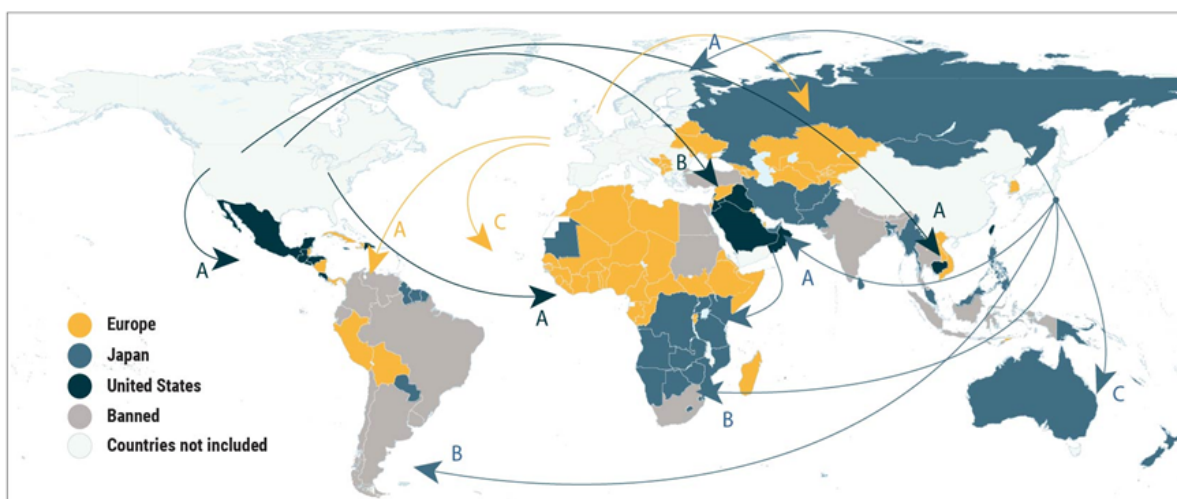 A
A
B
A
C
A
A
A
C
B
B
Europe
Japan
United States
Banned
Countries not included